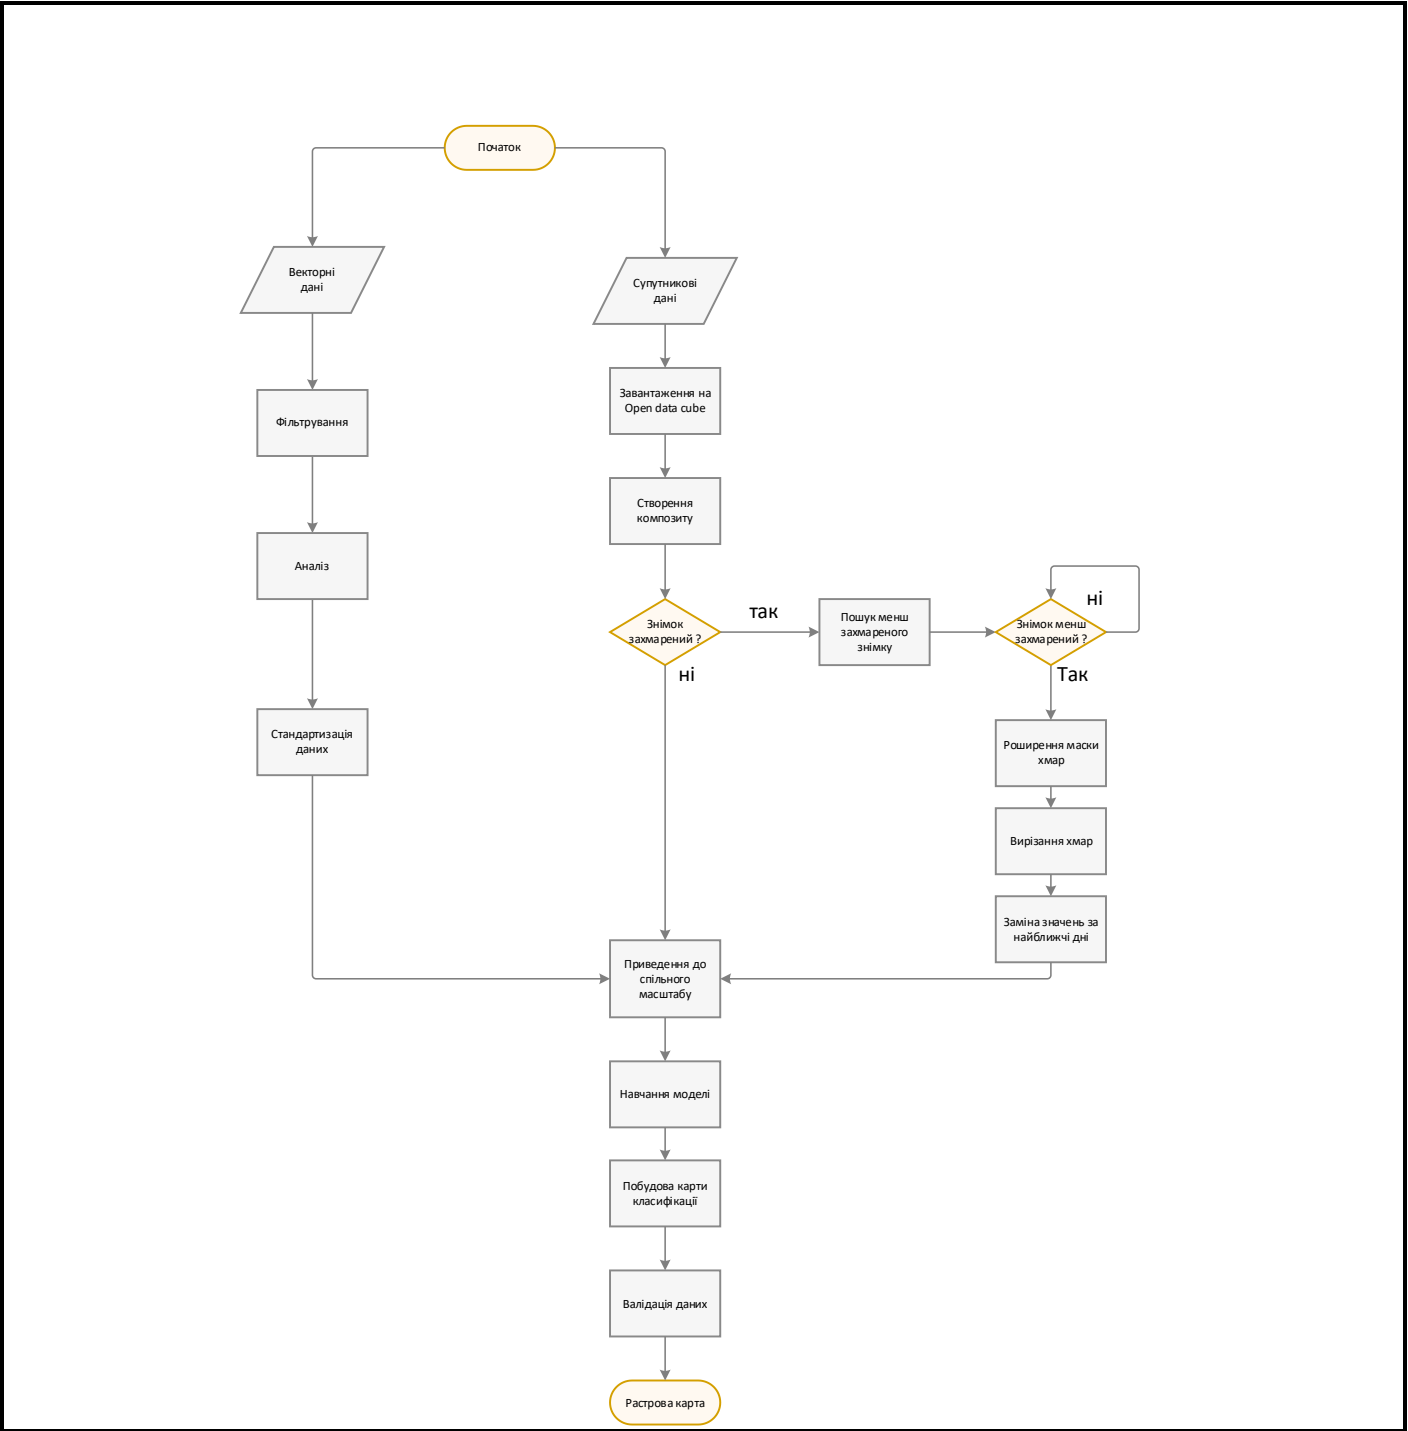 Початок
Векторні
дані
Супутникові
дані
Завантаження на
Open data cube
Фільтрування
Створення
композиту
Аналіз
Знімок
захмарений ?
так
ні
Пошук менш
захмареного
знімку
Знімок менш
захмарений ?
ні
Так
Стандартизація
даних
Роширення маски
хмар
Вирізання хмар
Заміна значень за
найближчі дні
Приведення до
спільного
масштабу
Навчання моделі
Побудова карти
класифікації
Валідація даних
Растрова карта